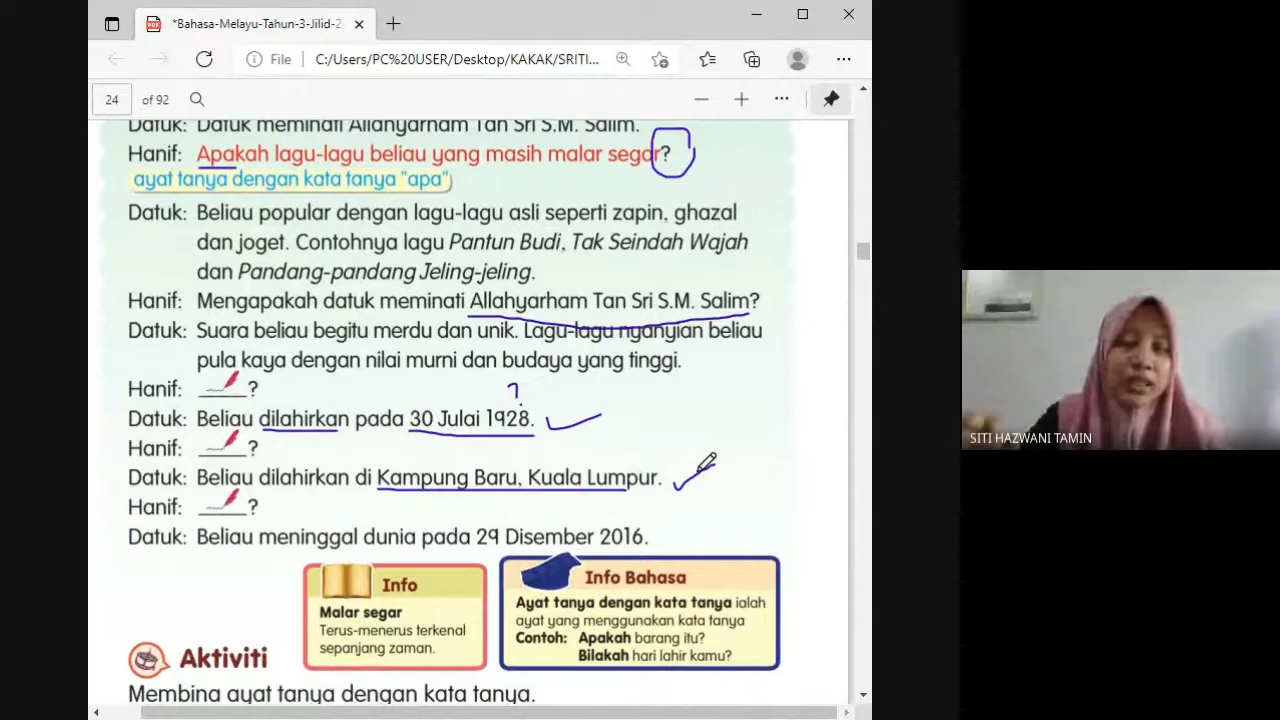 *Bahasa-Melayu-Tahun-3-Jilid-2
File
C:/Users/PC%20USER/Desktop/KAKAK/SRITI...
24 of 92
Datuk: Datuk meminati Allahyarham Tan Sri S.M. Salim.
Hanif: Apakah lagu-lagu beliau yang masih malar segar?
ayat tanya dengan kata tanya "apa"
Datuk: Beliau popular dengan lagu-lagu asli seperti zapin, ghazal
dan joget. Contohnya lagu Pantun Budi, Tak Seindah Wajah
dan Pandang-pandang Jeling-jeling.
Hanif: Mengapakah datuk meminati Allahyarham Tan Sri S.M. Salim?
Datuk: Suara beliau begitu merdu dan unik. Lagu-lagu nyanyian beliau
pula kaya dengan nilai murni dan budaya yang tinggi.
Hanif: ____?
?
Datuk: Beliau dilahirkan pada 30 Julai 1928.
Hanif: ____?
Datuk: Beliau dilahirkan di Kampung Baru, Kuala Lumpur.
Hanif: ____?
Datuk: Beliau meninggal dunia pada 29 Disember 2016.
Info
Malar segar
Terus-menerus terkenal
sepanjang zaman.
Info Bahasa
Ayat tanya dengan kata tanya ialah
ayat yang menggunakan kata tanya
Contoh: Apakah barang itu?
Bilakah hari lahir kamu?
Aktiviti
Membina ayat tanya dengan kata tanya.
SITI HAZWANI TAMIN